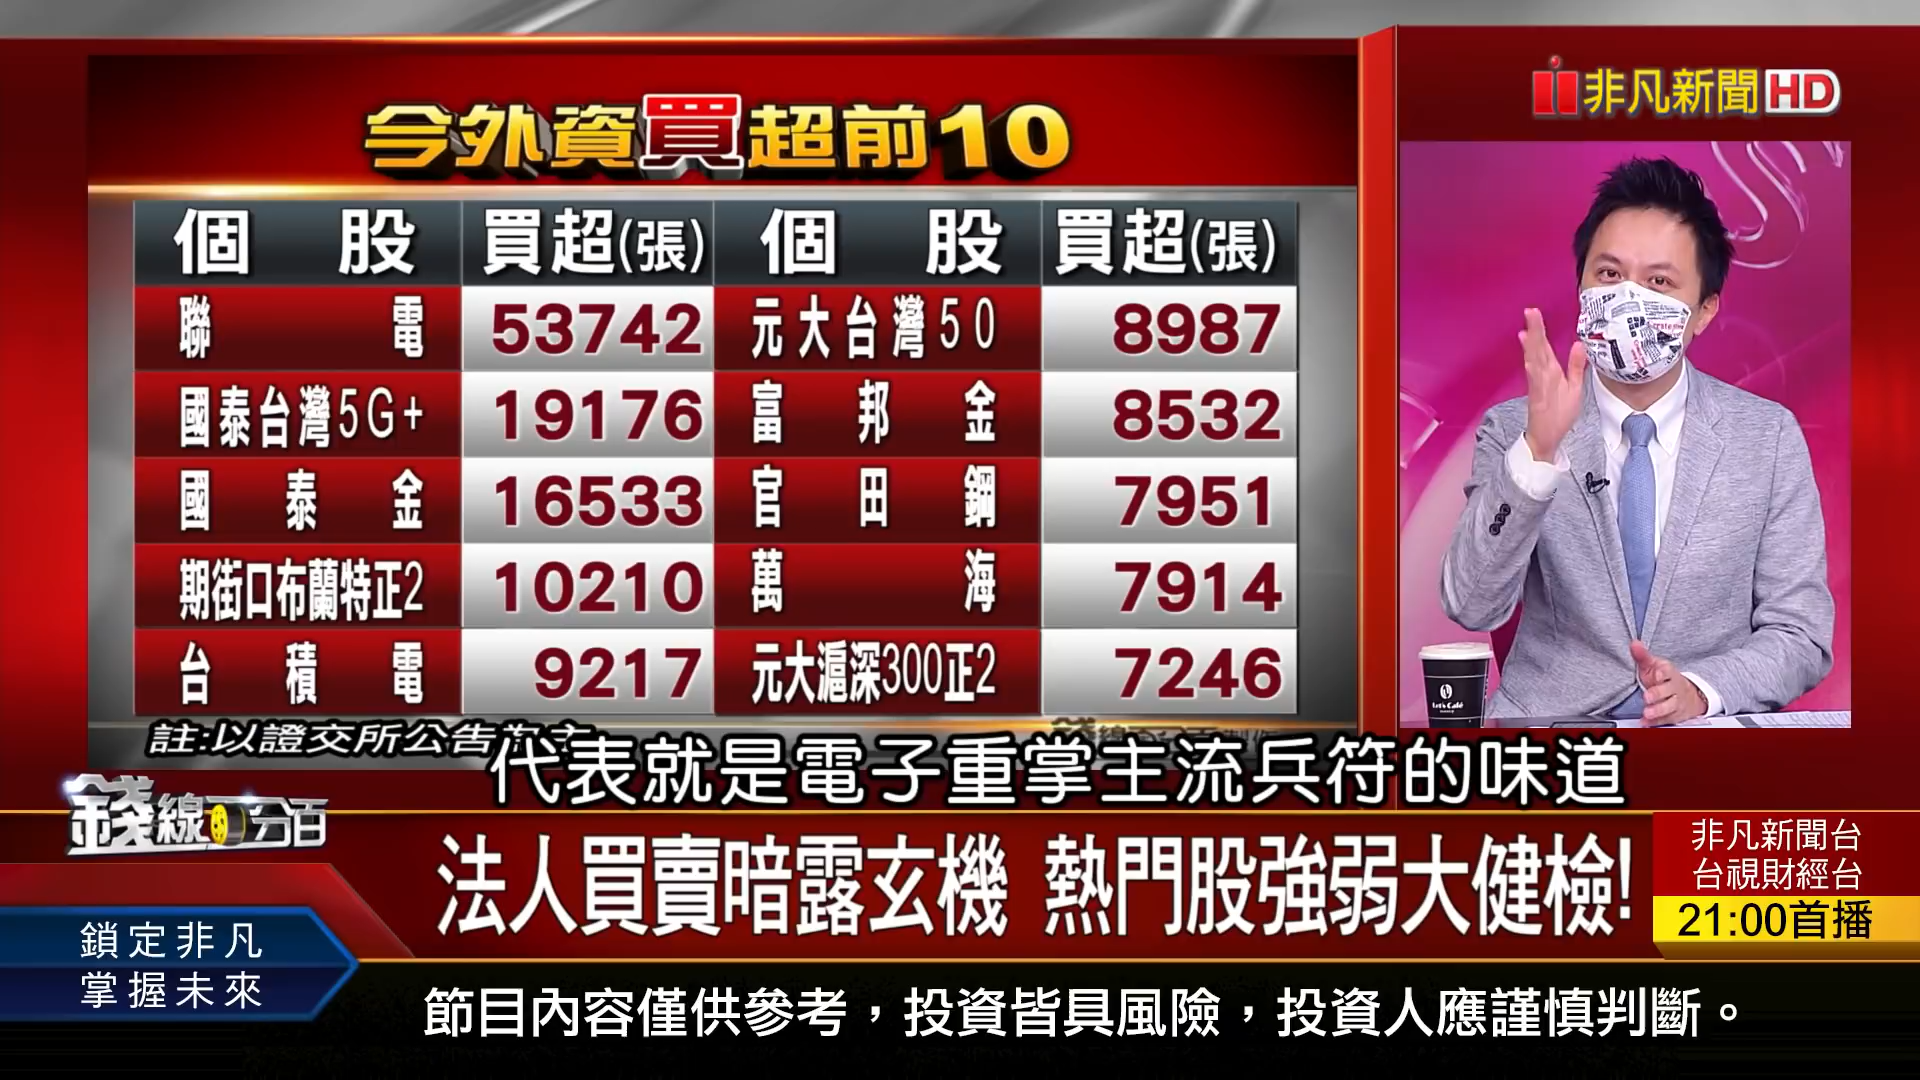 今外資買超前10
非凡新聞HD
個股 買超(張) 個股 買超(張)
聯電 53742 元大台灣50 8987
國泰台灣5G+ 19176 富邦金 8532
國泰金 16533 官田鋼 7951
期街口布蘭特正2 10210 萬海 7914
台積電 9217 元大滬深300正2 7246
註:以證交所公告為主
代表就是電子重掌主流兵符的味道
錢線百分百
法人買賣暗露玄機 熱門股強弱大健檢!
非凡新聞台
台視財經台
21:00首播
鎖定非凡
掌握未來
節目內容僅供參考，投資皆具風險，投資人應謹慎判斷。
Let's Café